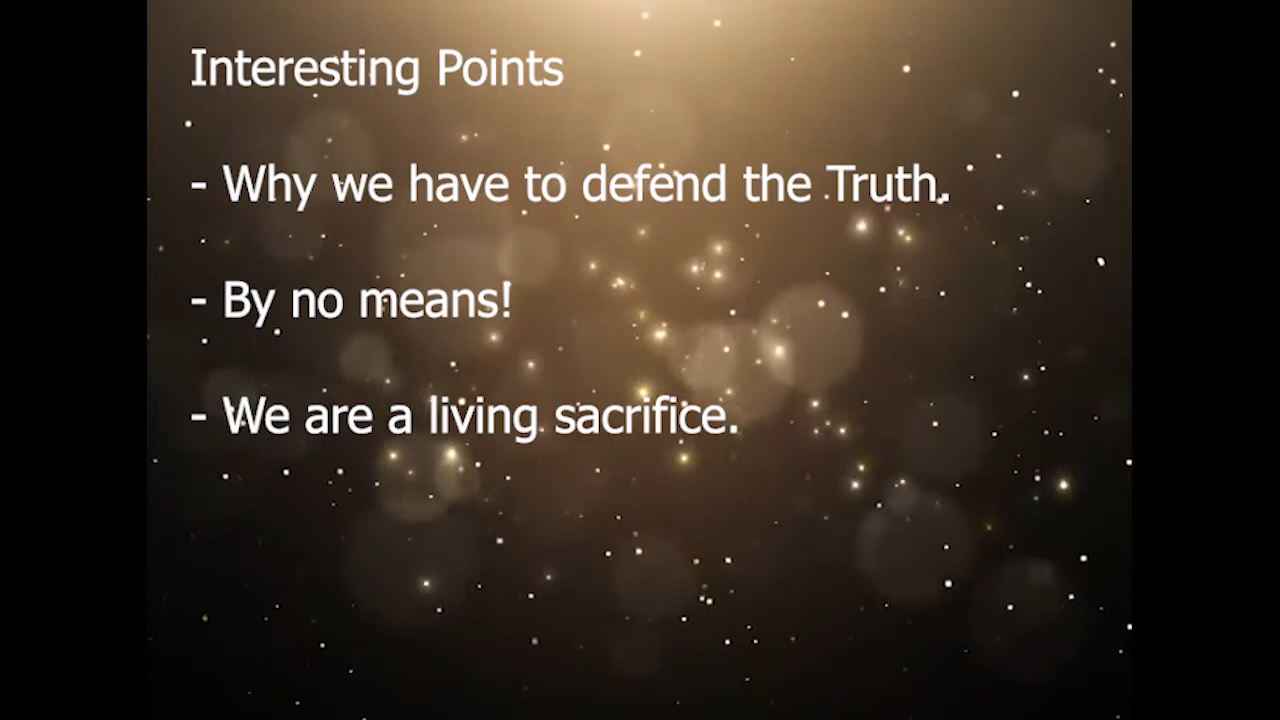 Interesting Points
- Why we have to defend the Truth.
- By no means!
- We are a living sacrifice.